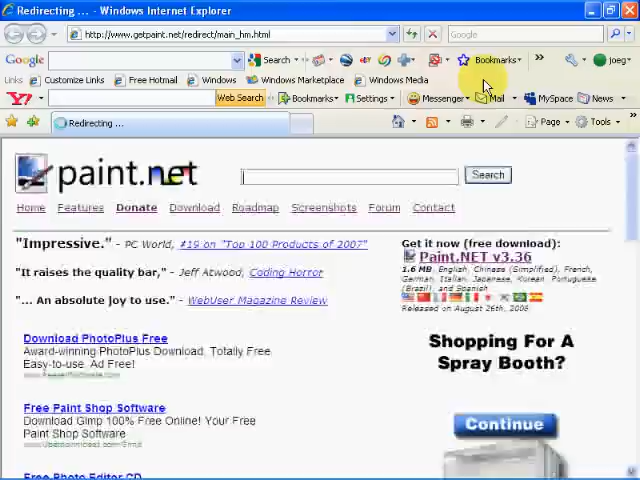 Redirecting ... - Windows Internet Explorer
http://www.getpaint.net/redirect/main_hm.html
Google
Google Search Bookmarks joeg
Links Customize Links Free Hotmail Windows Windows Marketplace Windows Media
Y! Web Search Bookmarks Settings Messenger Mail MySpace News
Redirecting ... Page Tools
paint.net Search
Home Features Donate Download Roadmap Screenshots Forum Contact
"Impressive." - PC World, #19 on "Top 100 Products of 2007"
"It raises the quality bar," - Jeff Atwood, Coding Horror
"... An absolute joy to use." - WebUser Magazine Review
Get it now (free download):
Paint.NET v3.36
1.6 MB, English, Chinese (Simplified), French,
German, Italian, Japanese, Korean, Portuguese
(Brazil), and Spanish
Released on August 26th, 2008
Download PhotoPlus Free
Award-winning PhotoPlus Download. Totally Free
Easy-to-use. Ad Free!
Free Paint Shop Software
Download Gimp 100% Free Online! Your Free
Paint Shop Software
Free Photo Editor CD
Shopping For A
Spray Booth?
Continue